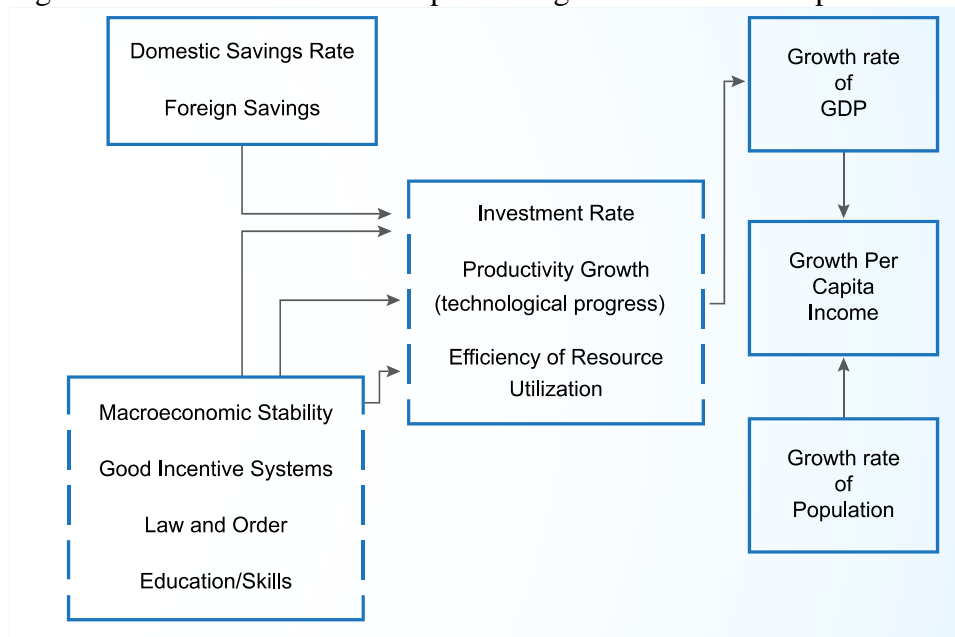 Domestic Savings Rate
Foreign Savings
Growth rate
of
GDP
Investment Rate
Productivity Growth
(technological progress)
Efficiency of Resource
Utilization
Growth Per
Capita
Income
Macroeconomic Stability
Good Incentive Systems
Law and Order
Education/Skills
Growth rate
of
Population